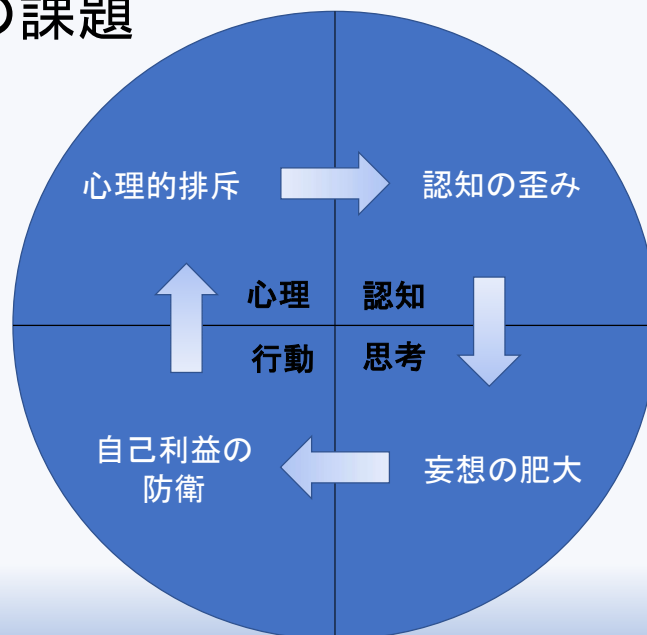 の課題
心理的排斥
認知の歪み
心理
認知
行動
思考
自己利益の
防衛
妄想の肥大